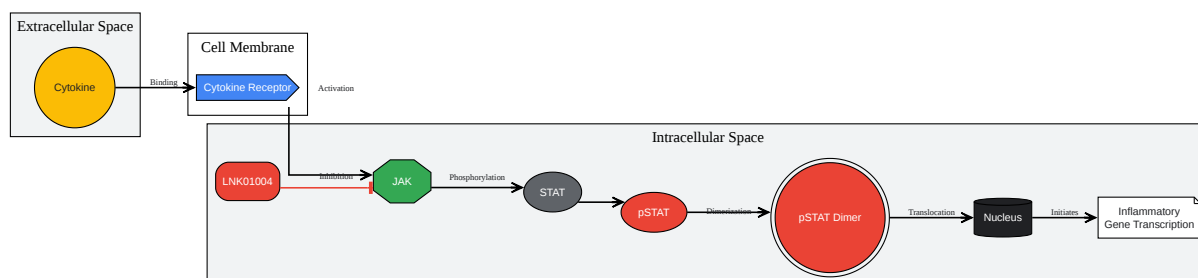 Extracellular Space
Cytokine
Binding
Cell Membrane
Cytokine Receptor
Activation
Intracellular Space
LNK01004
Inhibition
JAK
Phosphorylation
STAT
pSTAT
Dimerization
pSTAT Dimer
Translocation
Nucleus
Initiates
Inflammatory
Gene Transcription